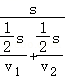 s
1/2 s  1/2 s
v₁ + v₂